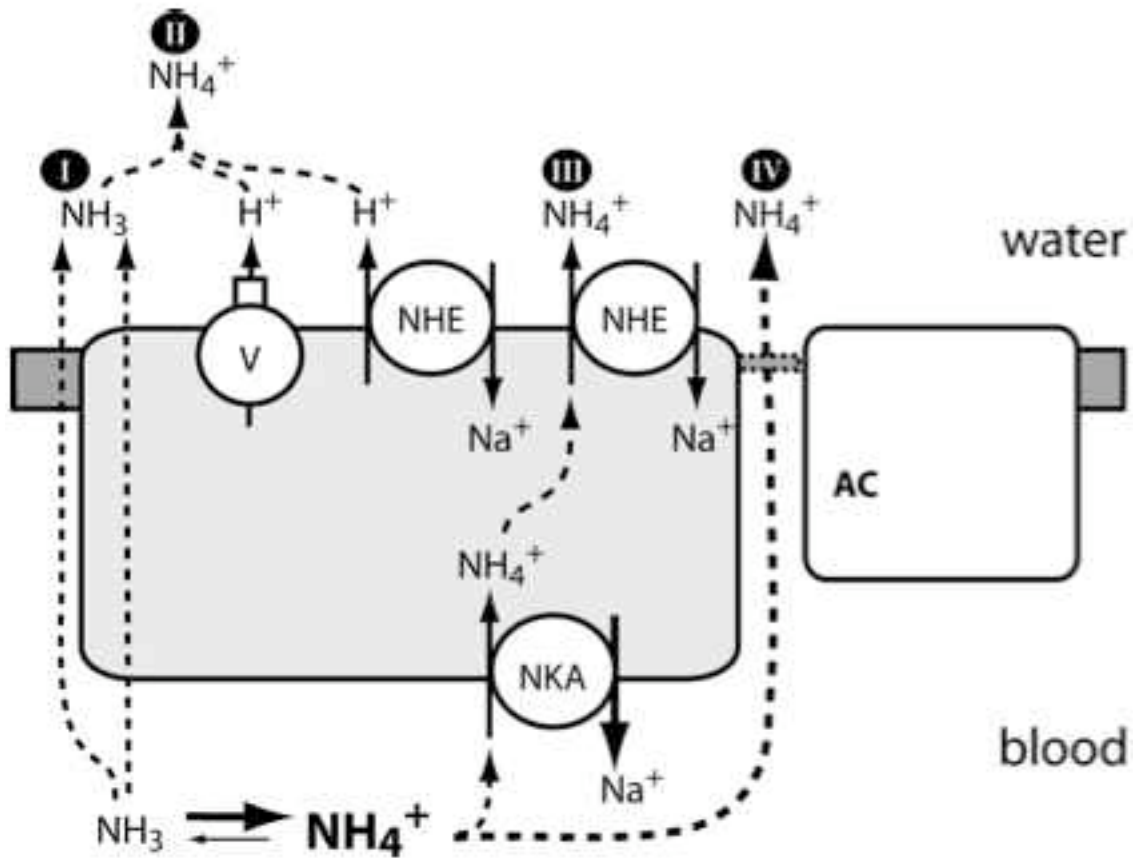 II
NH₄⁺
I
III
IV
NH₃
H⁺
H⁺
NH₄⁺
NH₄⁺
water
V
NHE
NHE
Na⁺
Na⁺
AC
NH₄⁺
NKA
blood
Na⁺
NH₃
NH₄⁺